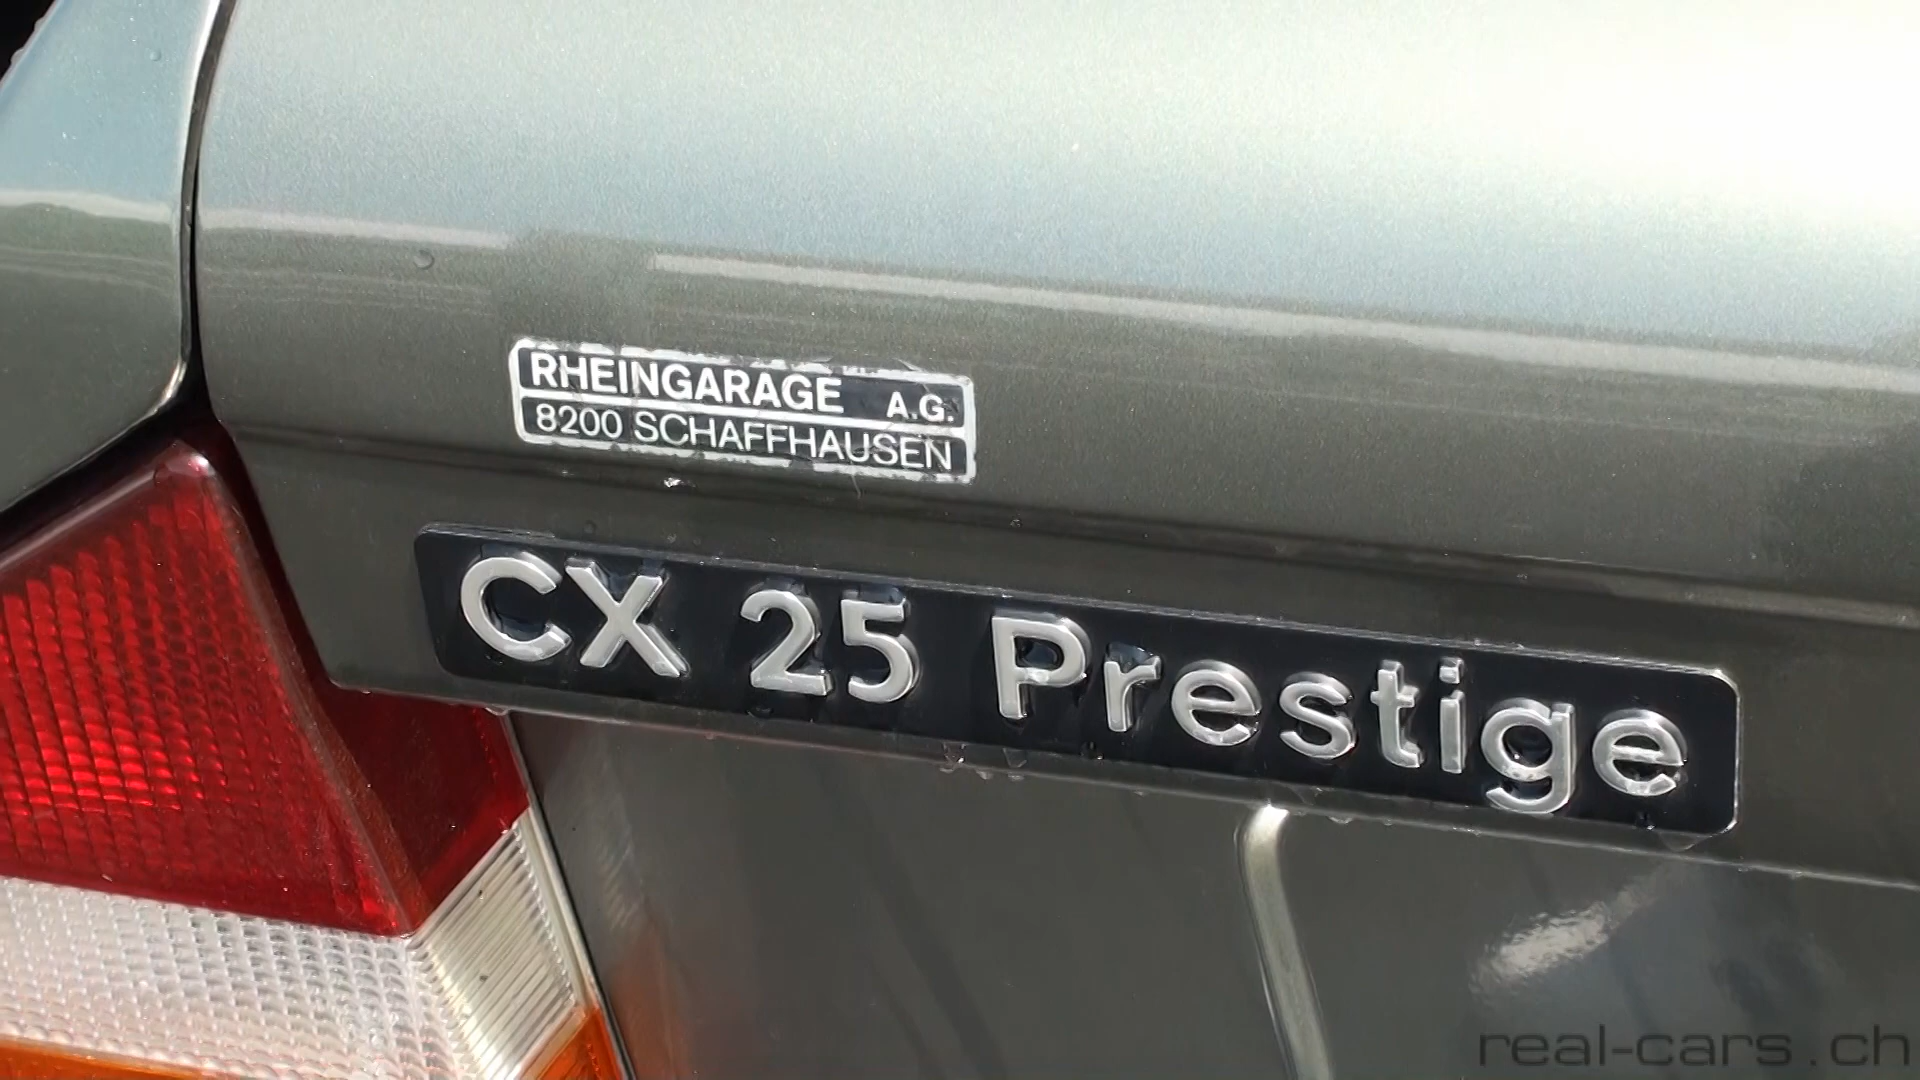 RHEINGARAGE A.G.
8200 SCHAFFHAUSEN
CX 25 Prestige
real-cars.ch